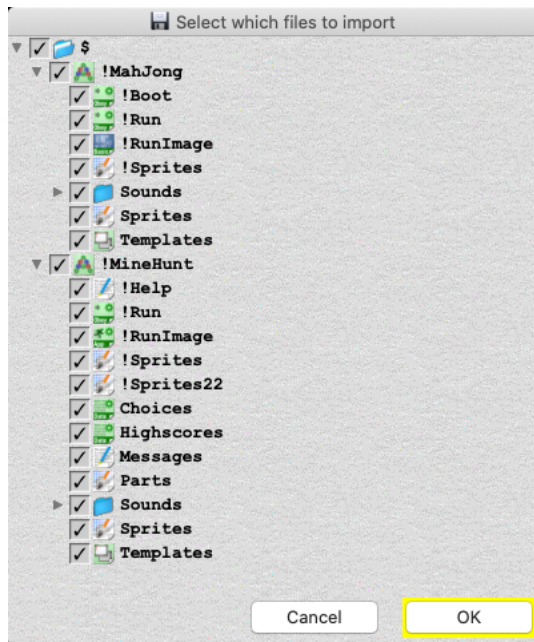 Select which files to import
$
!MahJong
!Boot
!Run
!RunImage
!Sprites
Sounds
Sprites
Templates
!MineHunt
!Help
!Run
!RunImage
!Sprites
!Sprites22
Choices
Highscores
Messages
Parts
Sounds
Sprites
Templates
Cancel OK